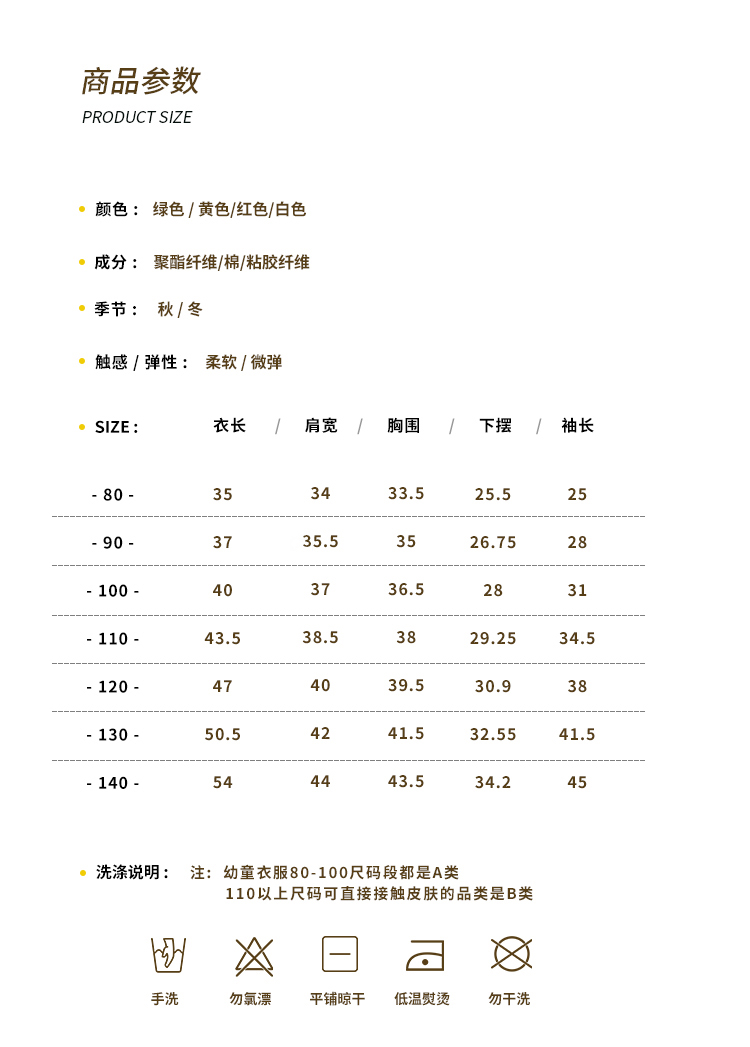 商品参数
PRODUCT SIZE
颜色： 绿色 / 黄色/红色/白色
成分： 聚酯纤维/棉/粘胶纤维
季节： 秋 / 冬
触感 / 弹性： 柔软 / 微弹
SIZE： 衣长 / 肩宽 / 胸围 / 下摆 / 袖长
- 80 - 35 34 33.5 25.5 25
- 90 - 37 35.5 35 26.75 28
- 100 - 40 37 36.5 28 31
- 110 - 43.5 38.5 38 29.25 34.5
- 120 - 47 40 39.5 30.9 38
- 130 - 50.5 42 41.5 32.55 41.5
- 140 - 54 44 43.5 34.2 45
洗涤说明： 注: 幼童衣服80-100尺码段都是A类
110以上尺码可直接接触皮肤的品类是B类
手洗 勿氯漂 平铺晾干 低温熨烫 勿干洗